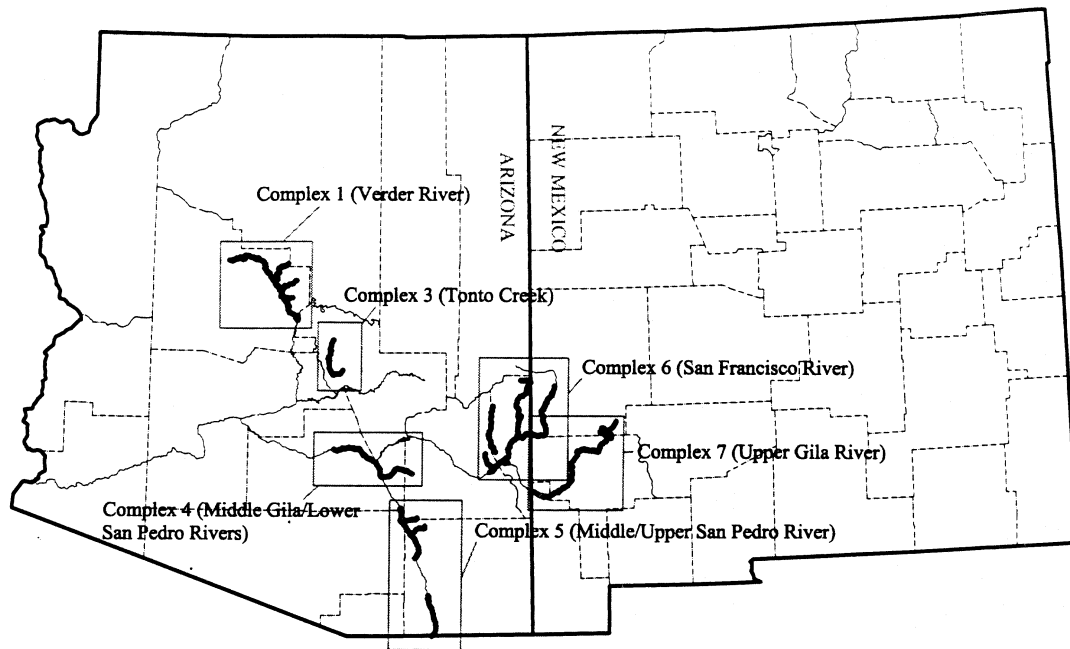 Complex 1 (Verder River)
ARIZONA
NEW MEXICO
Complex 3 (Tonto Creek)
Complex 6 (San Francisco River)
Complex 7 (Upper Gila River)
Complex 4 (Middle Gila/Lower
San Pedro Rivers)
Complex 5 (Middle/Upper San Pedro River)